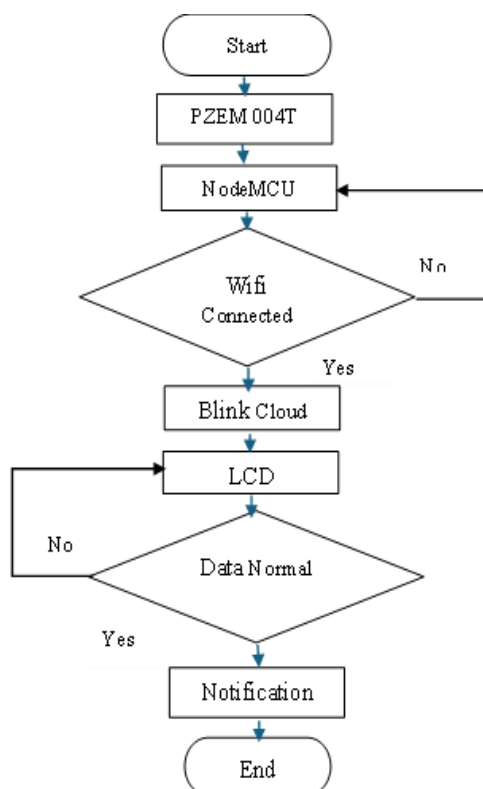 Start
PZEM 004T
NodeMCU
Wifi
Connected
No
Yes
Blink Cloud
LCD
No
Data Normal
Yes
Notification
End